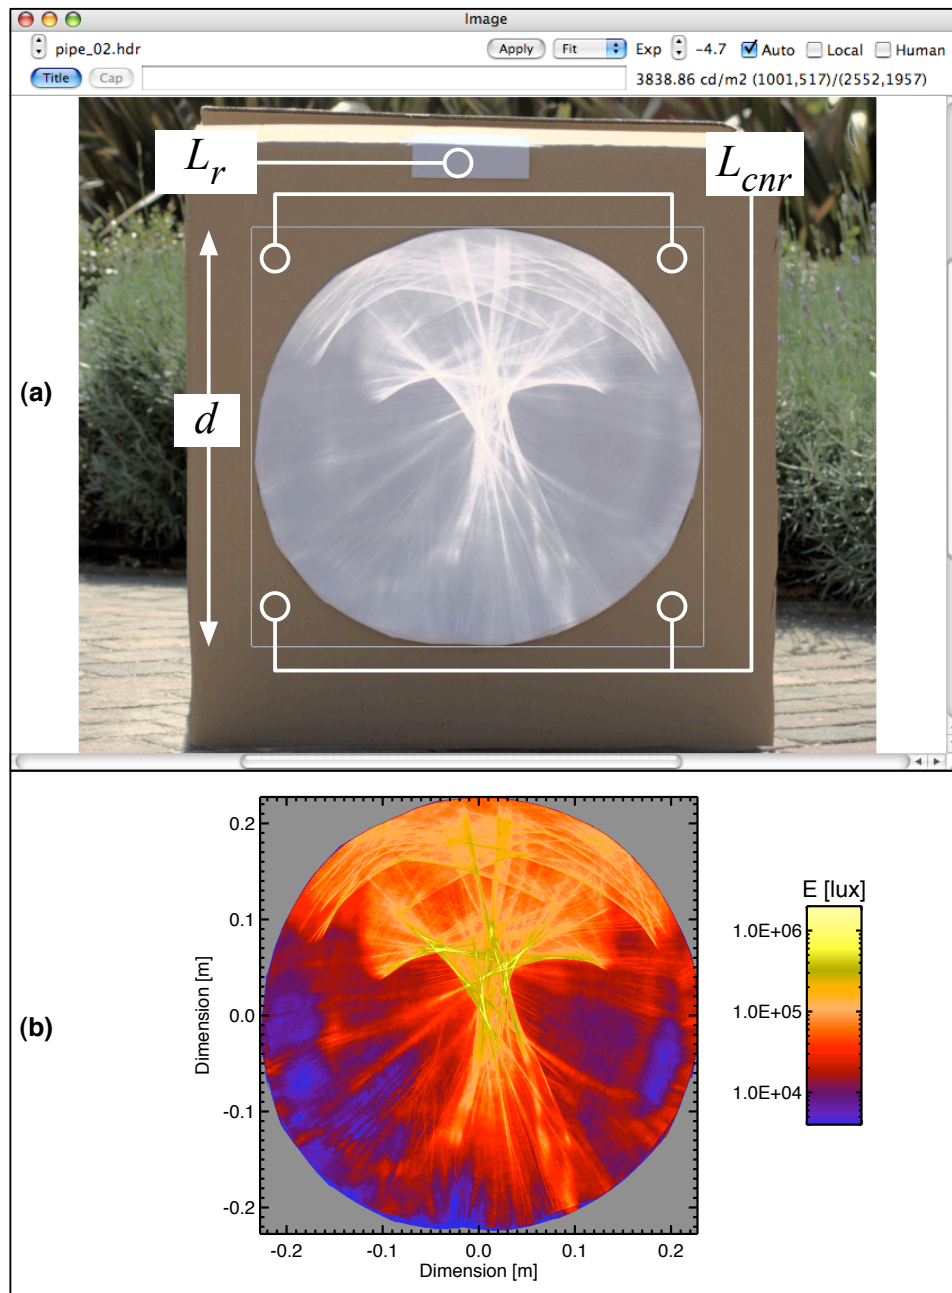 Image
pipe_02.hdr
Apply
Fit
Exp
-4.7
Auto
Local
Human
Title
Cap
3838.86 cd/m2 (1001,517)/(2552,1957)
L_r
L_cnr
(a)
d
0.2
0.1
0.0
-0.1
-0.2
Dimension [m]
-0.2
-0.1
0.0
0.1
0.2
Dimension [m]
(b)
E [lux]
1.0E+06
1.0E+05
1.0E+04